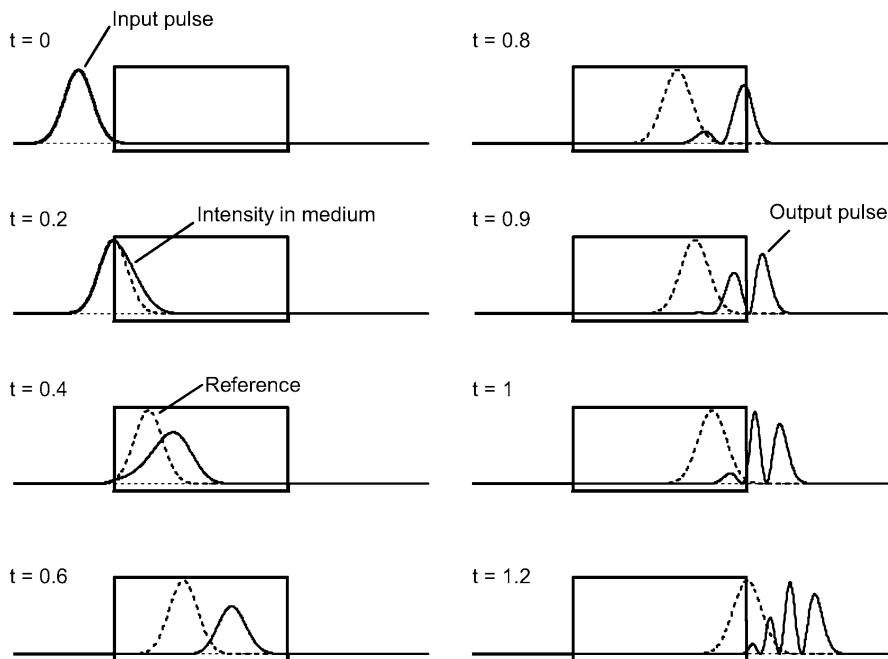 Input pulse
t = 0
t = 0.2
Intensity in medium
t = 0.4
Reference
t = 0.6
t = 0.8
t = 0.9
Output pulse
t = 1
t = 1.2